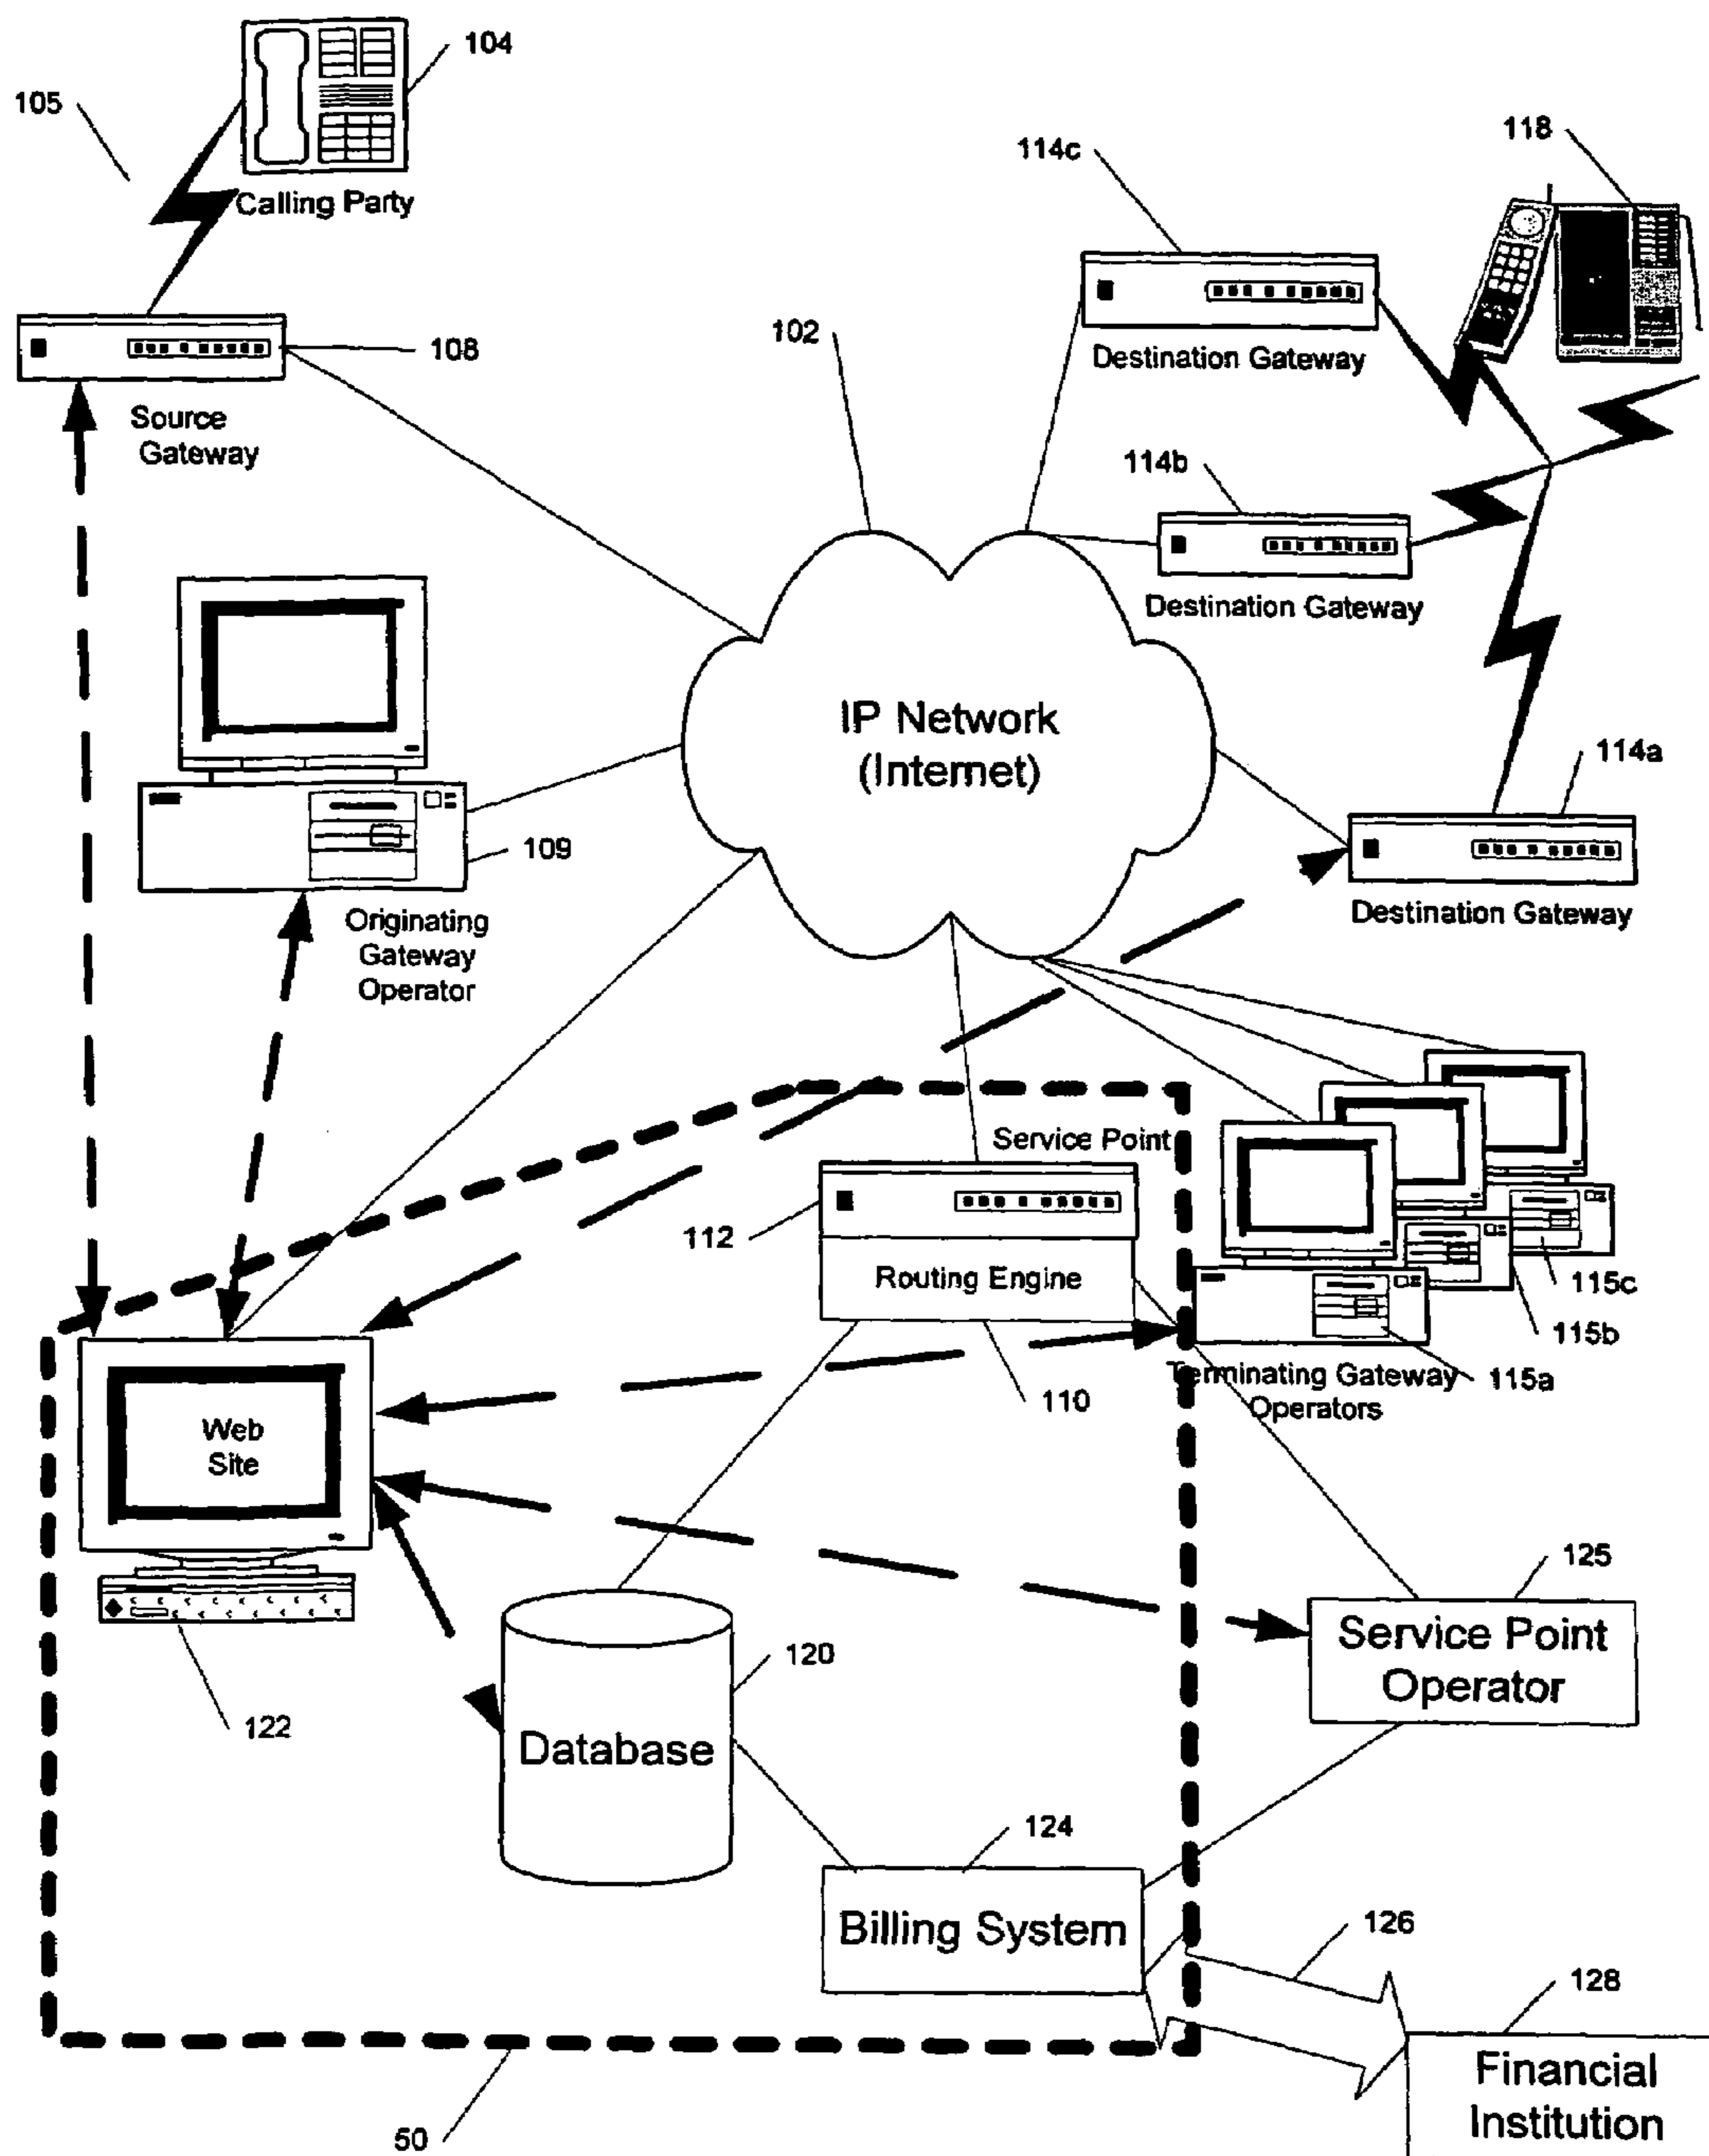 104
105
Calling Party
118
114c
108
102
Destination Gateway
Source
Gateway
114b
Destination Gateway
IP Network
(Internet)
114a
109
Destination Gateway
Originating
Gateway
Operator
Service Point
112
Routing Engine
115c
115b
Terminating Gateway
Operators
115a
110
Web
Site
125
Service Point
Operator
120
122
Database
124
Billing System
126
128
Financial
Institution
50